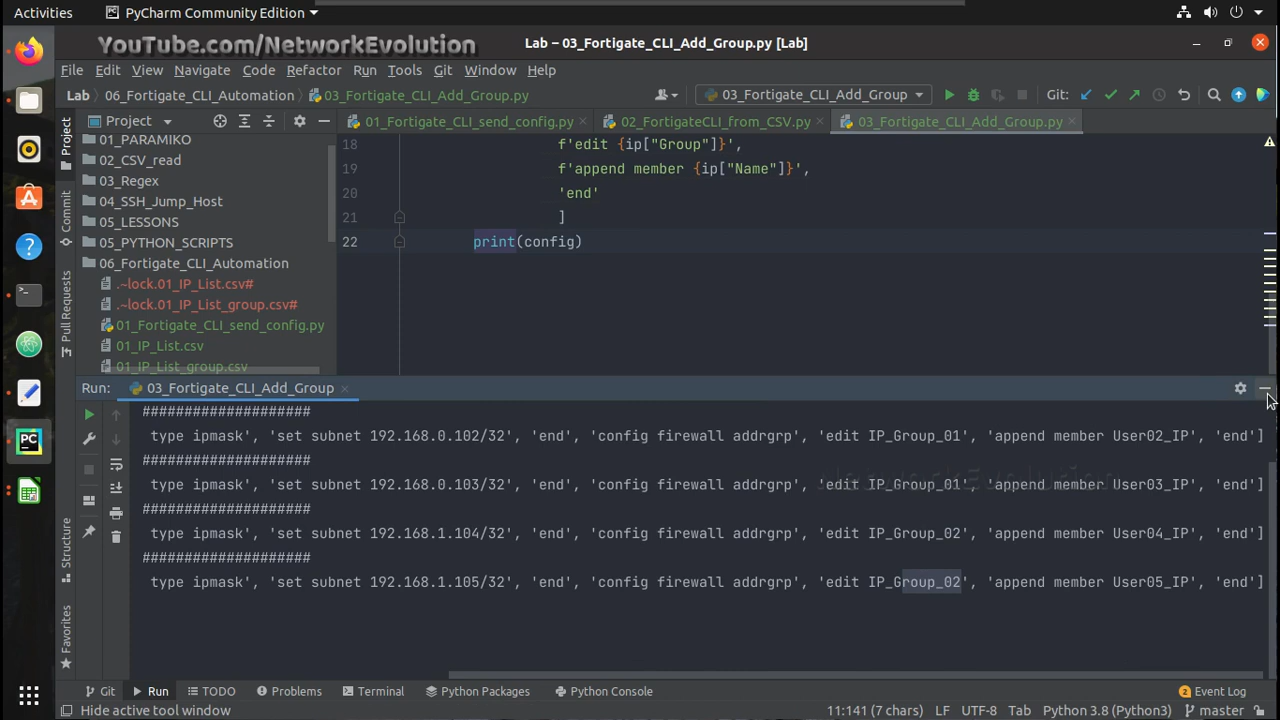 Activities PyCharm Community Edition
YouTube.com/NetworkEvolution Lab – 03_Fortigate_CLI_Add_Group.py [Lab]
File Edit View Navigate Code Refactor Run Tools Git Window Help
Lab 06_Fortigate_CLI_Automation 03_Fortigate_CLI_Add_Group.py 03_Fortigate_CLI_Add_Group Git:
Project 01_Fortigate_CLI_send_config.py 02_FortigateCLI_from_CSV.py 03_Fortigate_CLI_Add_Group.py
Project
01_PARAMIKO
02_CSV_read
03_Regex
04_SSH_Jump_Host
05_LESSONS
05_PYTHON_SCRIPTS
06_Fortigate_CLI_Automation
.~lock.01_IP_List.csv#
.~lock.01_IP_List_group.csv#
01_Fortigate_CLI_send_config.py
01_IP_List.csv
01_IP_List_group.csv
Commit
Pull Requests
18 f'edit {ip["Group"]}',
19 f'append member {ip["Name"]}',
20 'end'
21 ]
22 print(config)
Run: 03_Fortigate_CLI_Add_Group
####################
type ipmask', 'set subnet 192.168.0.102/32', 'end', 'config firewall addrgrp', 'edit IP_Group_01', 'append member User02_IP', 'end']
####################
type ipmask', 'set subnet 192.168.0.103/32', 'end', 'config firewall addrgrp', 'edit IP_Group_01', 'append member User03_IP', 'end']
####################
type ipmask', 'set subnet 192.168.1.104/32', 'end', 'config firewall addrgrp', 'edit IP_Group_02', 'append member User04_IP', 'end']
####################
type ipmask', 'set subnet 192.168.1.105/32', 'end', 'config firewall addrgrp', 'edit IP_Group_02', 'append member User05_IP', 'end']
NetworkEvolution
Structure
Favorites
PC
Git Run TODO Problems Terminal Python Packages Python Console 2 Event Log
Hide active tool window 11:141 (7 chars) LF UTF-8 Tab Python 3.8 (Python3) master